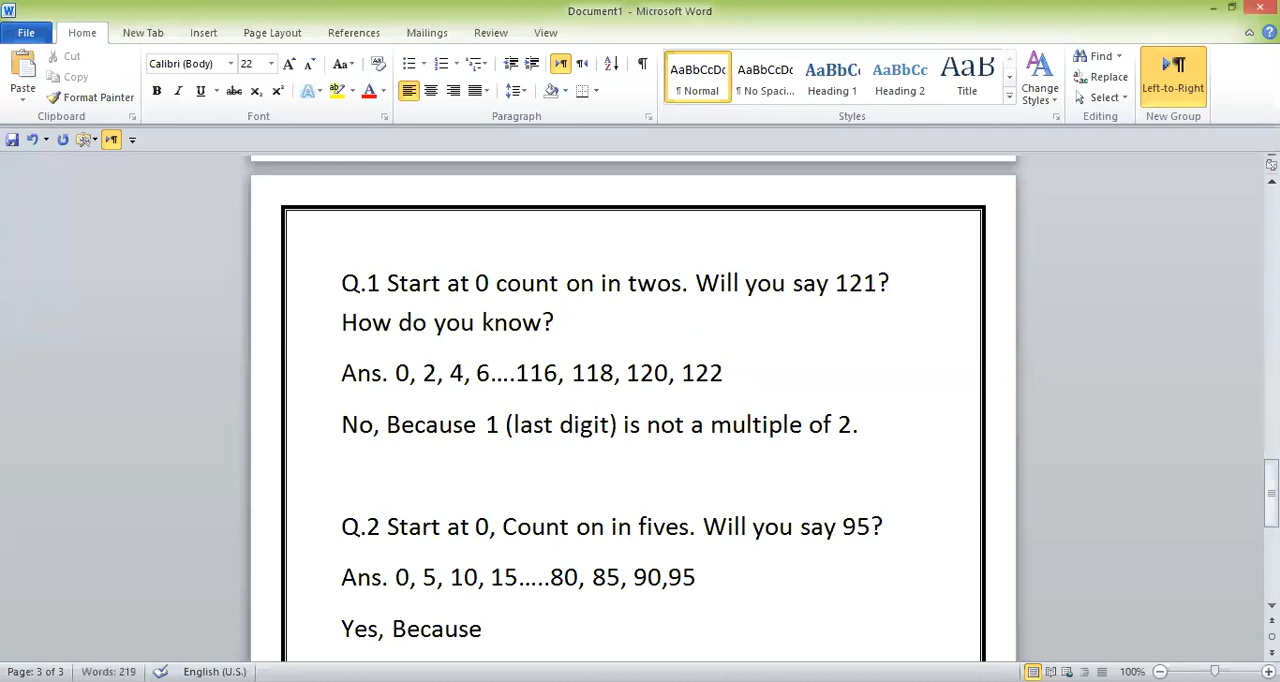 Document1 - Microsoft Word
File Home New Tab Insert Page Layout References Mailings Review View
Paste Cut Copy Format Painter
Calibri (Body) 22
AaBbCcDc AaBbCcDc AaBbCc AaBbCc AaB
¶ Normal ¶ No Spaci... Heading 1 Heading 2 Title
Change Styles
Find Replace Select
Left-to-Right
Clipboard Font Paragraph Styles Editing New Group
Q.1 Start at 0 count on in twos. Will you say 121?
How do you know?
Ans. 0, 2, 4, 6....116, 118, 120, 122
No, Because 1 (last digit) is not a multiple of 2.
Q.2 Start at 0, Count on in fives. Will you say 95?
Ans. 0, 5, 10, 15.....80, 85, 90,95
Yes, Because
Page: 3 of 3 Words: 219 English (U.S.) 100%